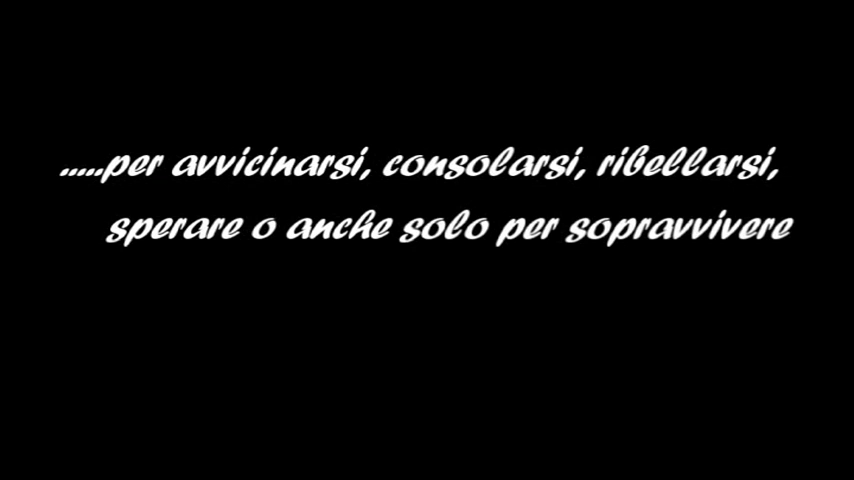 .....per avvicinarsi, consolarsi, ribellarsi,
sperare o anche solo per sopravvivere